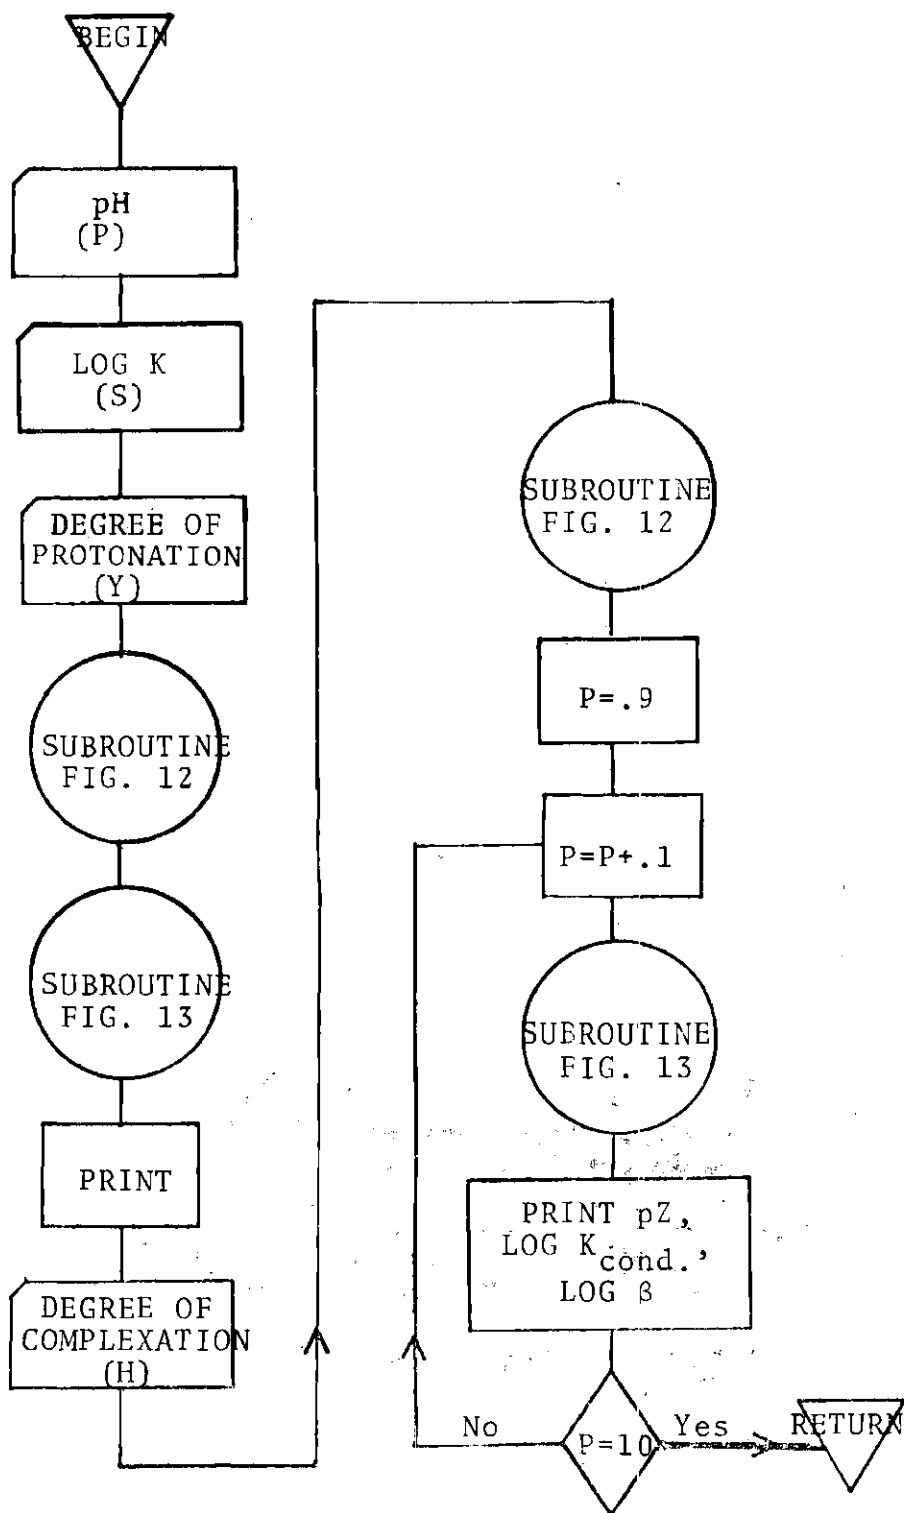 BEGIN
pH
(P)
LOG K
(S)
DEGREE OF
PROTONATION
(Y)
SUBROUTINE
FIG. 12
SUBROUTINE
FIG. 13
PRINT
DEGREE OF
COMPLEXATION
(H)
SUBROUTINE
FIG. 12
P=.9
P=P+.1
SUBROUTINE
FIG. 13
PRINT pZ,
LOG K cond.,
LOG β
P=10
No
Yes
RETURN